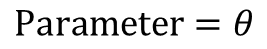 Parameter = θ